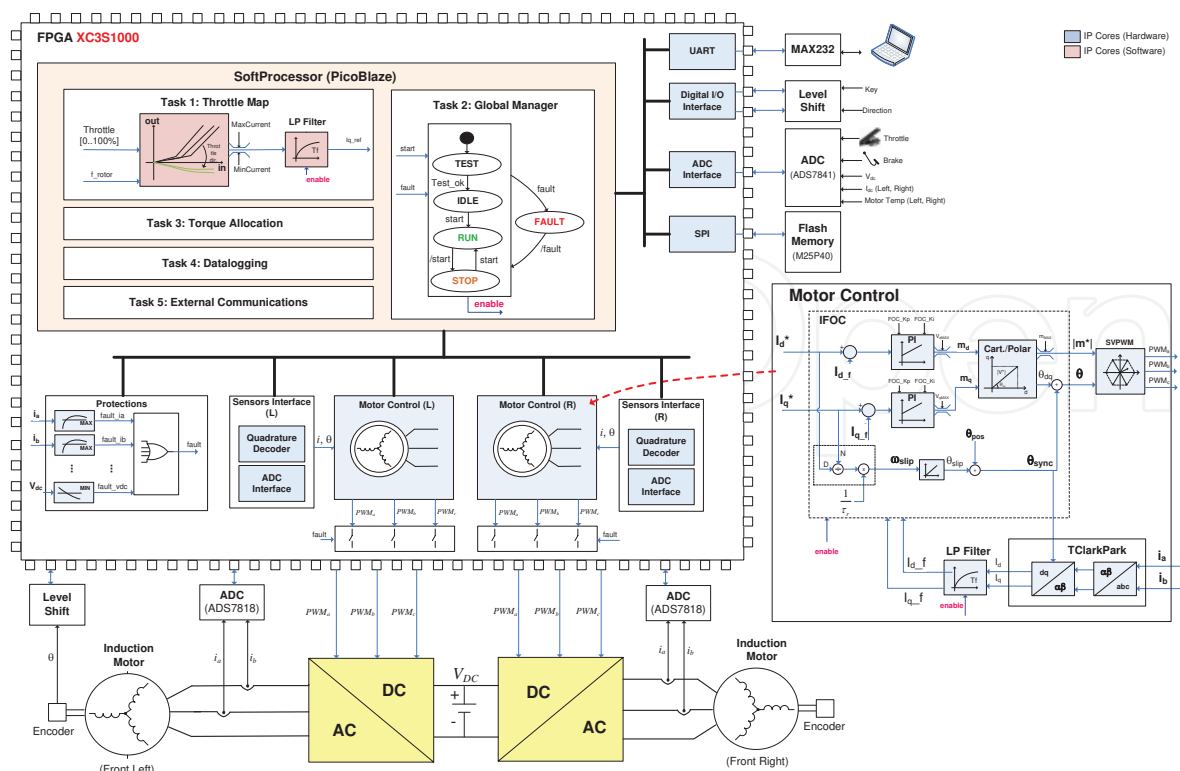 FPGA XC3S1000
SoftProcessor (PicoBlaze)
Task 1: Throttle Map
Throttle
[0..100%]
f_rotor
out
in
MaxCurrent
MinCurrent
LP Filter
Tf
enable
Iq_ref
Task 2: Global Manager
start
fault
TEST
Test_ok
IDLE
start
RUN
/start
start
STOP
fault
FAULT
/fault
enable
Task 3: Torque Allocation
Task 4: Datalogging
Task 5: External Communications
UART
Digital I/O
Interface
ADC
Interface
SPI
MAX232
Level
Shift
ADC
(ADS7841)
Flash
Memory
(M25P40)
Key
Direction
Throttle
Brake
Vdc
Idc (Left, Right)
Motor Temp (Left, Right)
IP Cores (Hardware)
IP Cores (Software)
Protections
ia
ib
Vdc
MAX
MAX
MIN
fault_ia
fault_ib
fault_vdc
fault
Sensors Interface
(L)
Quadrature
Decoder
ADC
Interface
i, θ
Motor Control (L)
PWMa
PWMb
PWMc
fault
Motor Control (R)
PWMa
PWMb
PWMc
fault
i, θ
Sensors Interface
(R)
Quadrature
Decoder
ADC
Interface
Motor Control
IFOC
Id*
Iq*
Id_f
Iq_f
FOC_Kp
FOC_Ki
PI
md
FOC_Kp
FOC_Ki
PI
mq
Cart./Polar
|V*|
q
d
|m*|
θdq
θ
SVPWM
PWMa
PWMb
PWMc
N
D
1
τr
ωslip
θslip
θpos
θsync
enable
LP Filter
Tf
enable
I_d_f
I_q_f
Id
Iq
TClarkPark
dq
αβ
αβ
abc
ia
ib
Level
Shift
θ
Encoder
Induction
Motor
(Front Left)
ADC
(ADS7818)
ia
ib
PWMa
PWMb
PWMc
DC
AC
VDC
+
-
PWMa
PWMb
PWMc
DC
AC
ADC
(ADS7818)
ia
ib
Induction
Motor
(Front Right)
Encoder